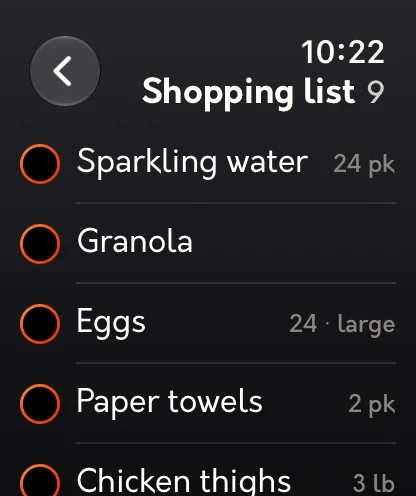 10:22
Shopping list 9
Sparkling water 24 pk
Granola
Eggs 24 · large
Paper towels 2 pk
Chicken thighs 3 lb